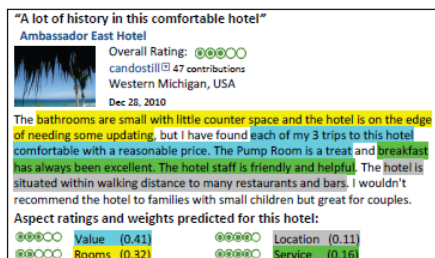 “A lot of history in this comfortable hotel”
Ambassador East Hotel
Overall Rating:
candostill 47 contributions
Western Michigan, USA
Dec 28, 2010
The bathrooms are small with little counter space and the hotel is on the edge
of needing some updating, but I have found each of my 3 trips to this hotel
comfortable with a reasonable price. The Pump Room is a treat and breakfast
has always been excellent. The hotel staff is friendly and helpful. The hotel is
situated within walking distance to many restaurants and bars. I wouldn't
recommend the hotel to families with small children but great for couples.
Aspect ratings and weights predicted for this hotel:
Value (0.41) Location (0.11)
Rooms (0.32) Service (0.16)